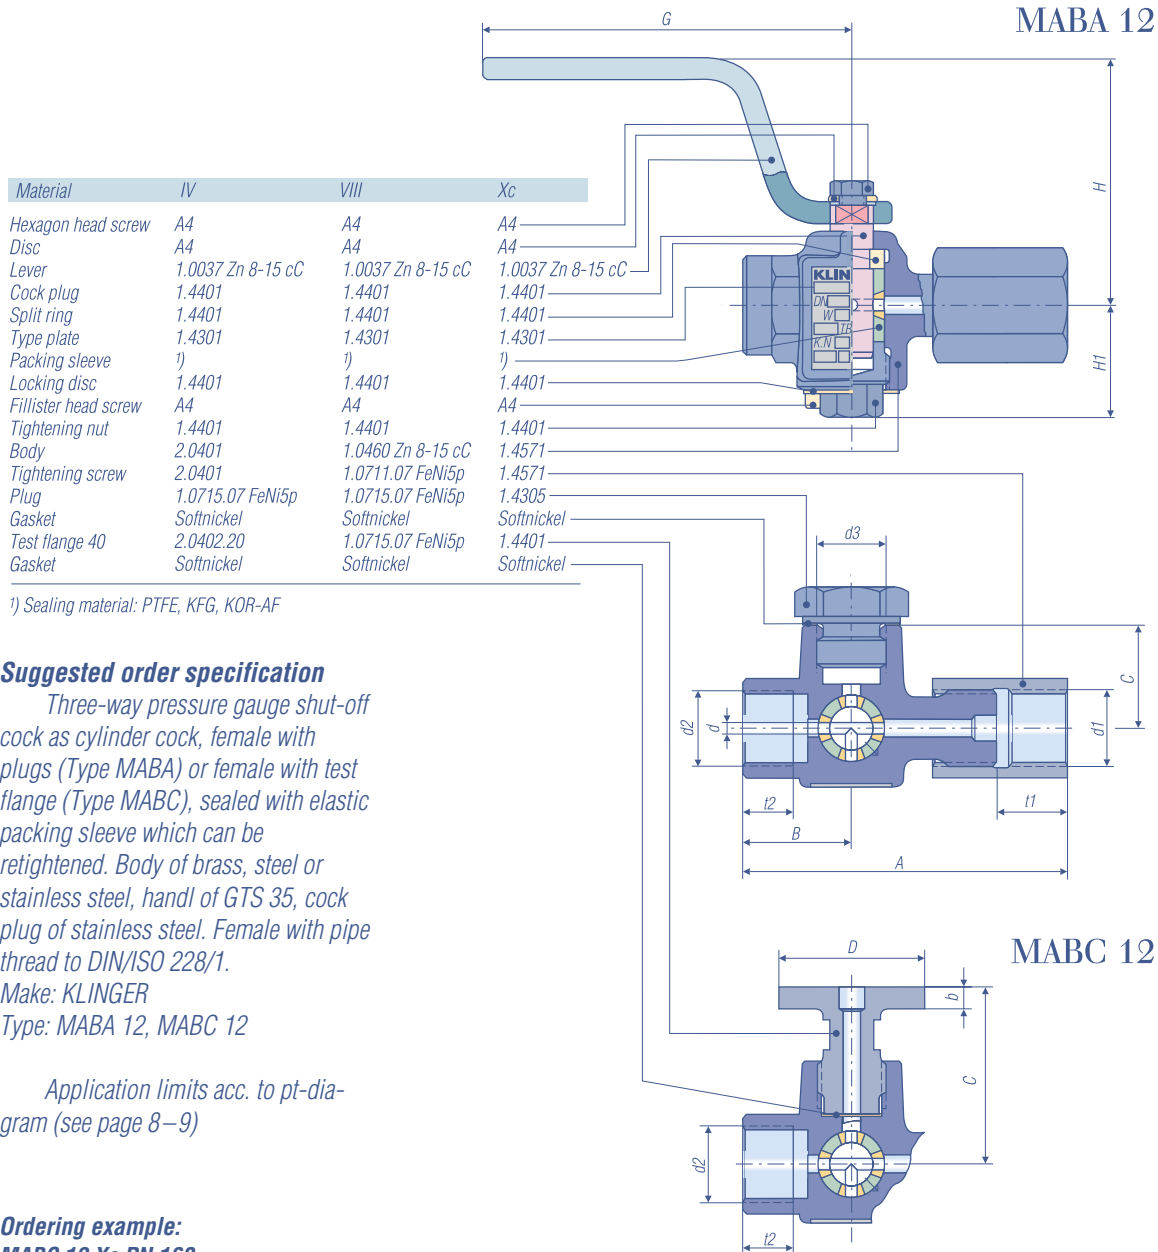 MABA 12
G
H
H1
Material IV VIII Xc
Hexagon head screw A4 A4 A4
Disc A4 A4 A4
Lever 1.0037 Zn 8-15 cC 1.0037 Zn 8-15 cC 1.0037 Zn 8-15 cC
Cock plug 1.4401 1.4401 1.4401
Split ring 1.4401 1.4401 1.4401
Type plate 1.4301 1.4301 1.4301
Packing sleeve 1) 1) 1)
Locking disc 1.4401 1.4401 1.4401
Fillister head screw A4 A4 A4
Tightening nut 1.4401 1.4401 1.4401
Body 2.0401 1.0460 Zn 8-15 cC 1.4571
Tightening screw 2.0401 1.0711.07 FeNi5p 1.4571
Plug 1.0715.07 FeNi5p 1.0715.07 FeNi5p 1.4305
Gasket Softnickel Softnickel Softnickel
Test flange 40 2.0402.20 1.0715.07 FeNi5p 1.4401
Gasket Softnickel Softnickel Softnickel
1) Sealing material: PTFE, KFG, KOR-AF
KLIN
DN
W
TB
K.N
d3
C
d2
d
d1
t2
t1
B
A
Suggested order specification
Three-way pressure gauge shut-off
cock as cylinder cock, female with
plugs (Type MABA) or female with test
flange (Type MABC), sealed with elastic
packing sleeve which can be
retightened. Body of brass, steel or
stainless steel, handl of GTS 35, cock
plug of stainless steel. Female with pipe
thread to DIN/ISO 228/1.
Make: KLINGER
Type: MABA 12, MABC 12
Application limits acc. to pt-dia-
gram (see page 8–9)
MABC 12
D
b
C
d2
t2
Ordering example: